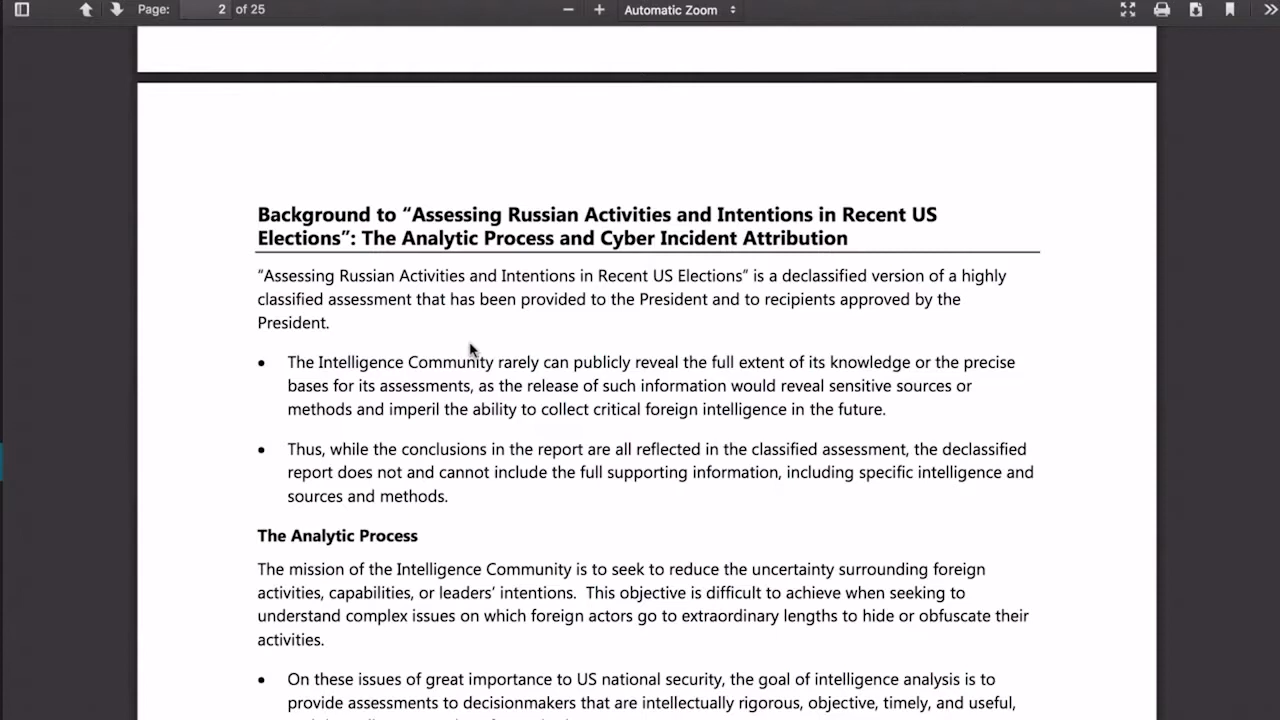 Page: 2 of 25 Automatic Zoom
Background to “Assessing Russian Activities and Intentions in Recent US
Elections”: The Analytic Process and Cyber Incident Attribution
“Assessing Russian Activities and Intentions in Recent US Elections” is a declassified version of a highly
classified assessment that has been provided to the President and to recipients approved by the
President.
• The Intelligence Community rarely can publicly reveal the full extent of its knowledge or the precise
bases for its assessments, as the release of such information would reveal sensitive sources or
methods and imperil the ability to collect critical foreign intelligence in the future.
• Thus, while the conclusions in the report are all reflected in the classified assessment, the declassified
report does not and cannot include the full supporting information, including specific intelligence and
sources and methods.
The Analytic Process
The mission of the Intelligence Community is to seek to reduce the uncertainty surrounding foreign
activities, capabilities, or leaders’ intentions. This objective is difficult to achieve when seeking to
understand complex issues on which foreign actors go to extraordinary lengths to hide or obfuscate their
activities.
• On these issues of great importance to US national security, the goal of intelligence analysis is to
provide assessments to decisionmakers that are intellectually rigorous, objective, timely, and useful,